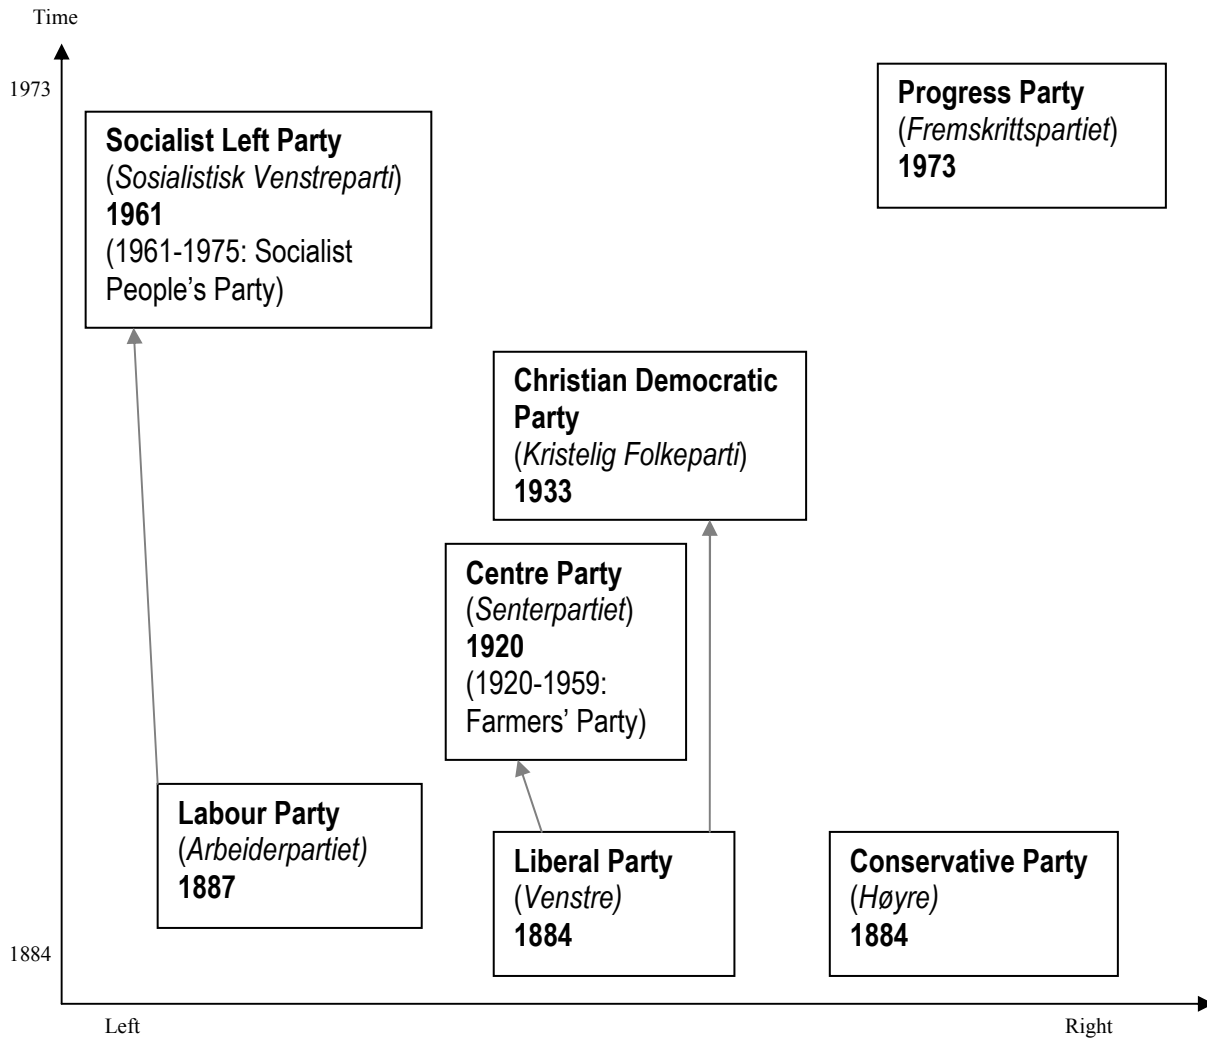 Time
1973
Progress Party
(Fremskrittspartiet)
1973
Socialist Left Party
(Sosialistisk Venstreparti)
1961
(1961-1975: Socialist
People’s Party)
Christian Democratic
Party
(Kristelig Folkeparti)
1933
Centre Party
(Senterpartiet)
1920
(1920-1959:
Farmers’ Party)
Labour Party
(Arbeiderpartiet)
1887
Liberal Party
(Venstre)
1884
Conservative Party
(Høyre)
1884
1884
Left
Right